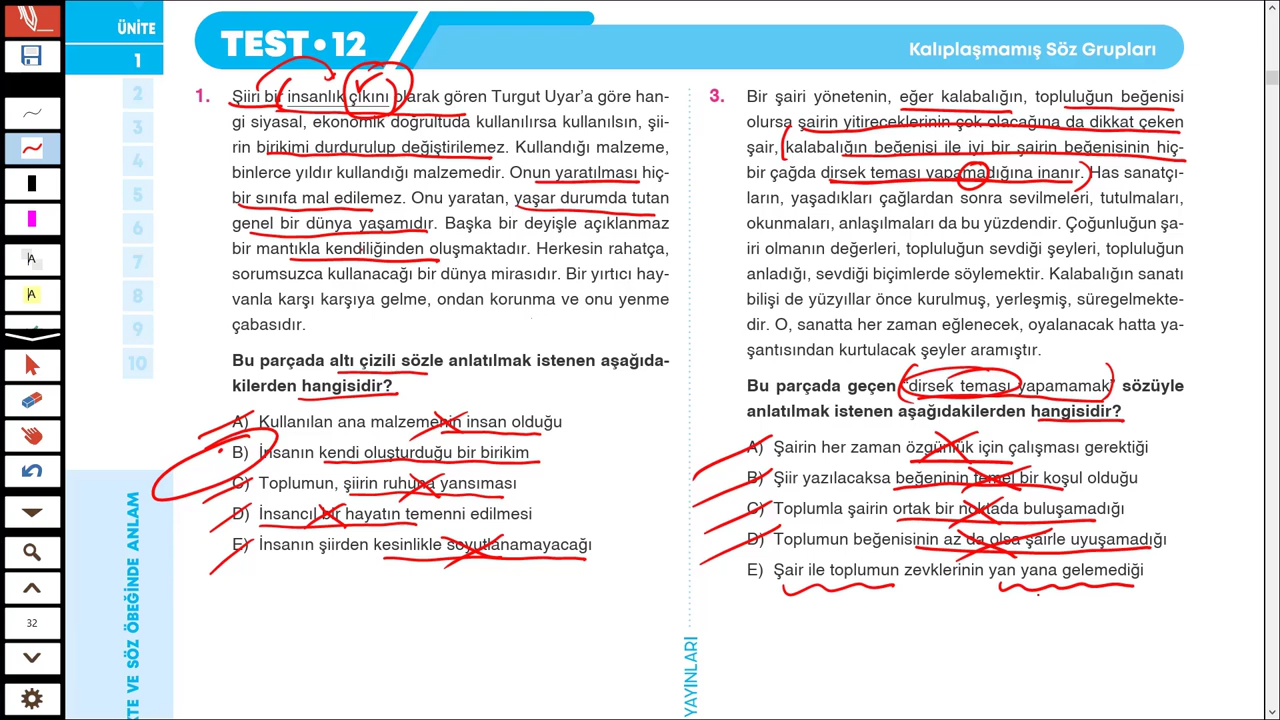 ÜNİTE
1
2
3
4
5
6
7
8
9
10
TEST • 12
Kalıplaşmamış Söz Grupları
1. Şiiri bir insanlık çıkını olarak gören Turgut Uyar'a göre han-
gi siyasal, ekonomik doğrultuda kullanılırsa kullanılsın, şii-
rin birikimi durdurulup değiştirilemez. Kullandığı malzeme,
binlerce yıldır kullandığı malzemedir. Onun yaratılması hiç-
bir sınıfa mal edilemez. Onu yaratan, yaşar durumda tutan
genel bir dünya yaşamıdır. Başka bir deyişle açıklanmaz
bir mantıkla kendiliğinden oluşmaktadır. Herkesin rahatça,
sorumsuzca kullanacağı bir dünya mirasıdır. Bir yırtıcı hay-
vanla karşı karşıya gelme, ondan korunma ve onu yenme
çabasıdır.
Bu parçada altı çizili sözle anlatılmak istenen aşağıda-
kilerden hangisidir?
A) Kullanılan ana malzemenin insan olduğu
B) İnsanın kendi oluşturduğu bir birikim
C) Toplumun, şiirin ruhuna yansıması
D) İnsancıl bir hayatın temenni edilmesi
E) İnsanın şiirden kesinlikle soyutlanamayacağı
3. Bir şairi yönetenin, eğer kalabalığın, topluluğun beğenisi
olursa şairin yitireceklerinin çok olacağına da dikkat çeken
şair, kalabalığın beğenisi ile iyi bir şairin beğenisinin hiç-
bir çağda dirsek teması yapamadığına inanır. Has sanatçı-
ların, yaşadıkları çağlardan sonra sevilmeleri, tutulmaları,
okunmaları, anlaşılmaları da bu yüzdendir. Çoğunluğun şa-
iri olmanın değerleri, topluluğun sevdiği şeyleri, topluluğun
anladığı, sevdiği biçimlerde söylemektir. Kalabalığın sanatı
bilişi de yüzyıllar önce kurulmuş, yerleşmiş, süregelmekte-
dir. O, sanatta her zaman eğlenecek, oyalanacak hatta ya-
şantısından kurtulacak şeyler aramıştır.
Bu parçada geçen "dirsek teması yapamamak" sözüyle
anlatılmak istenen aşağıdakilerden hangisidir?
A) Şairin her zaman özgünlük için çalışması gerektiği
B) Şiir yazılacaksa beğeninin temel bir koşul olduğu
C) Toplumla şairin ortak bir noktada buluşamadığı
D) Toplumun beğenisinin az da olsa şairle uyuşamadığı
E) Şair ile toplumun zevklerinin yan yana gelemediği
KTE VE SÖZ ÖBEĞİNDE ANLAM
YAYINLARI
A
A
32